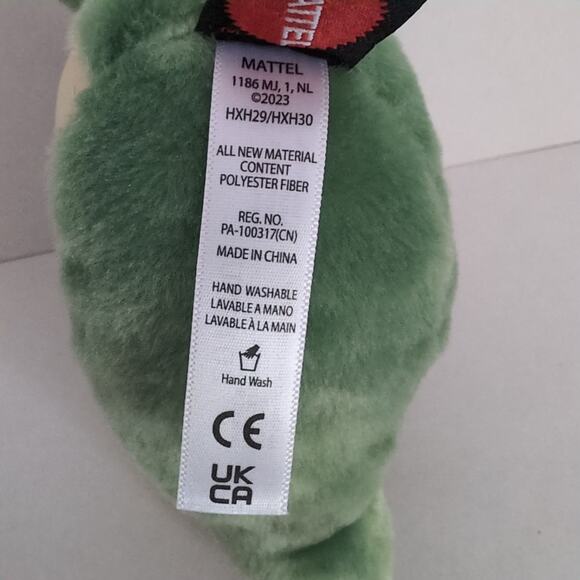 MATTEL
MATTEL
1186 MJ, 1, NL
©2023
HXH29/HXH30
ALL NEW MATERIAL
CONTENT
POLYESTER FIBER
REG. NO.
PA-100317(CN)
MADE IN CHINA
HAND WASHABLE
LAVABLE A MANO
LAVABLE À LA MAIN
Hand Wash
CE
UK
CA